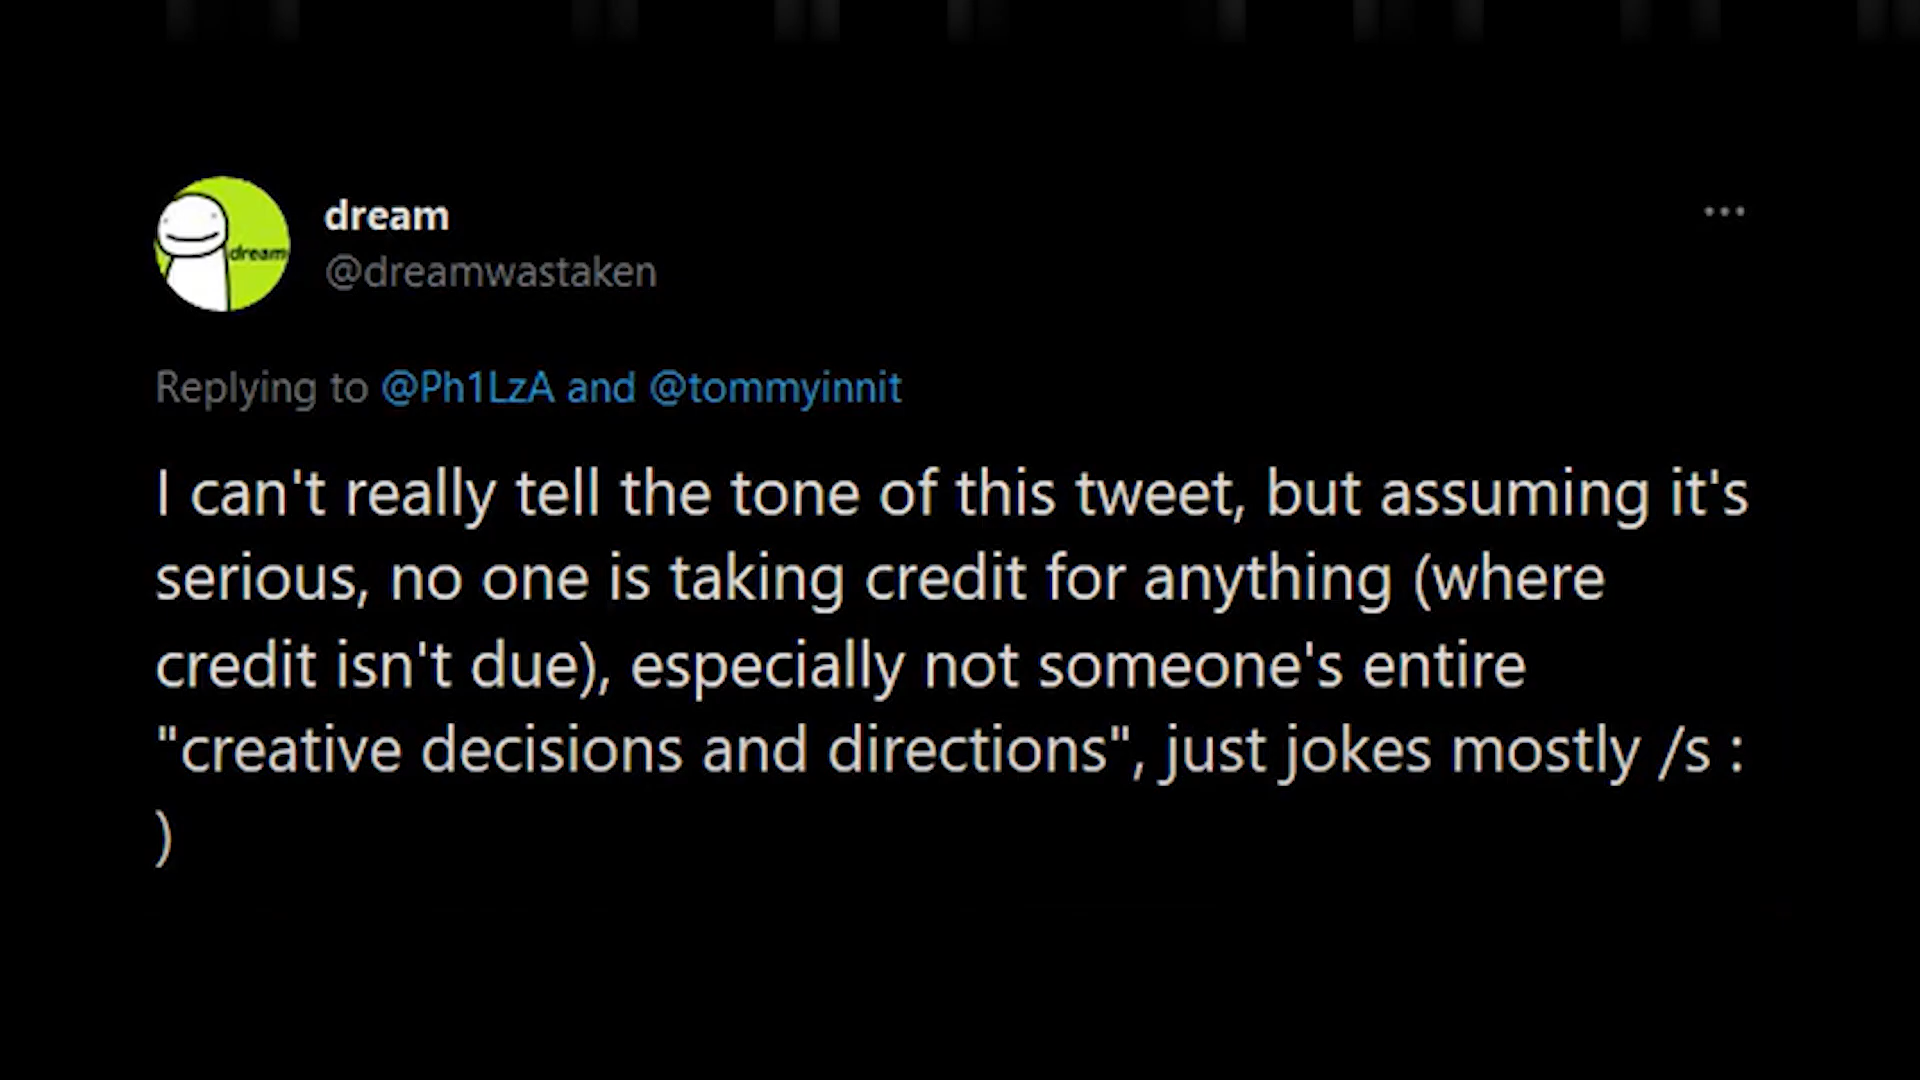 dream
dream
@dreamwastaken
Replying to @Ph1LzA and @tommyinnit
I can't really tell the tone of this tweet, but assuming it's
serious, no one is taking credit for anything (where
credit isn't due), especially not someone's entire
"creative decisions and directions", just jokes mostly /s :
)